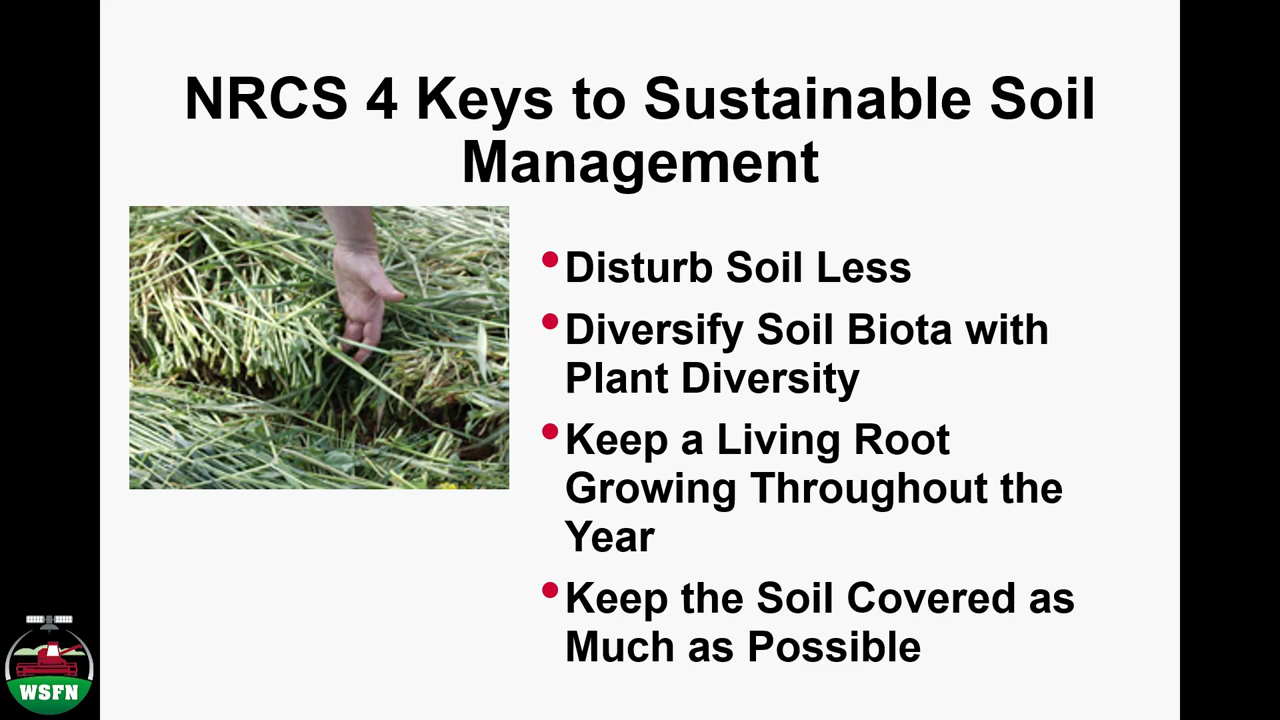 NRCS 4 Keys to Sustainable Soil
Management
Disturb Soil Less
Diversify Soil Biota with
Plant Diversity
Keep a Living Root
Growing Throughout the
Year
Keep the Soil Covered as
Much as Possible
WSFN